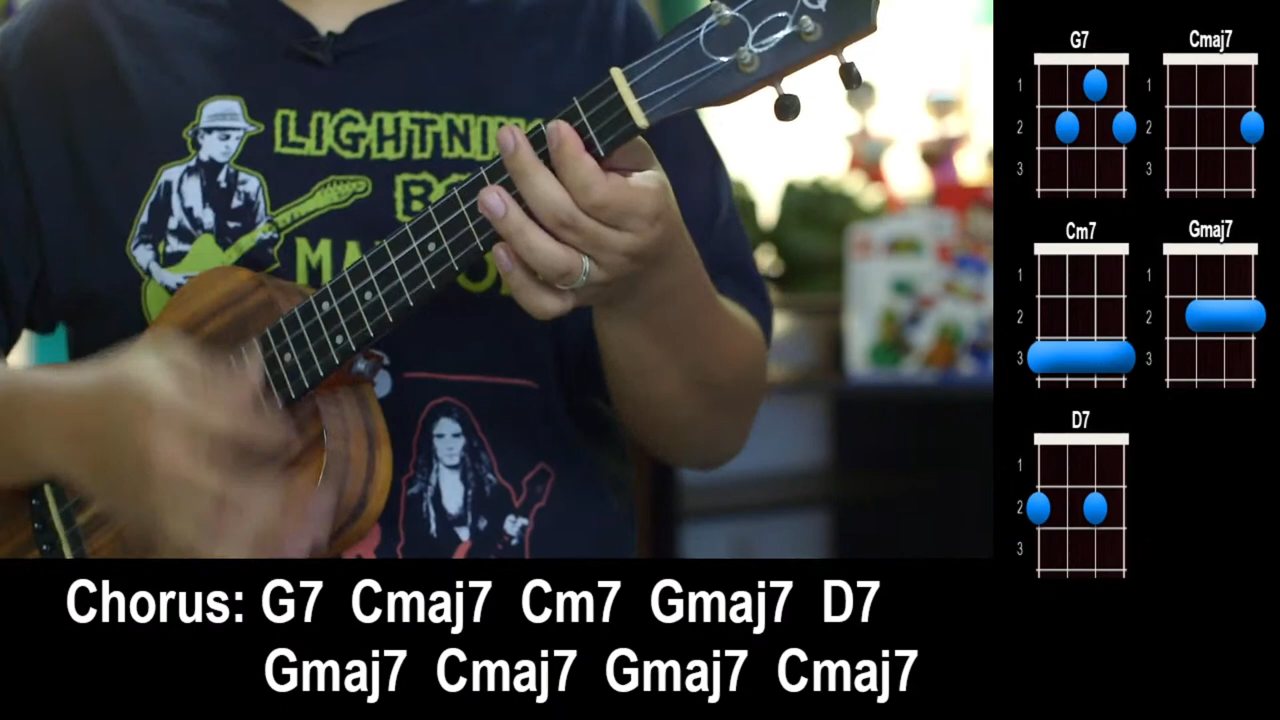 LIGHTNIN
G7 Cmaj7
1 1
2 2
3 3
Cm7 Gmaj7
1 1
2 2
3 3
D7
1
2
3
Chorus: G7 Cmaj7 Cm7 Gmaj7 D7
Gmaj7 Cmaj7 Gmaj7 Cmaj7